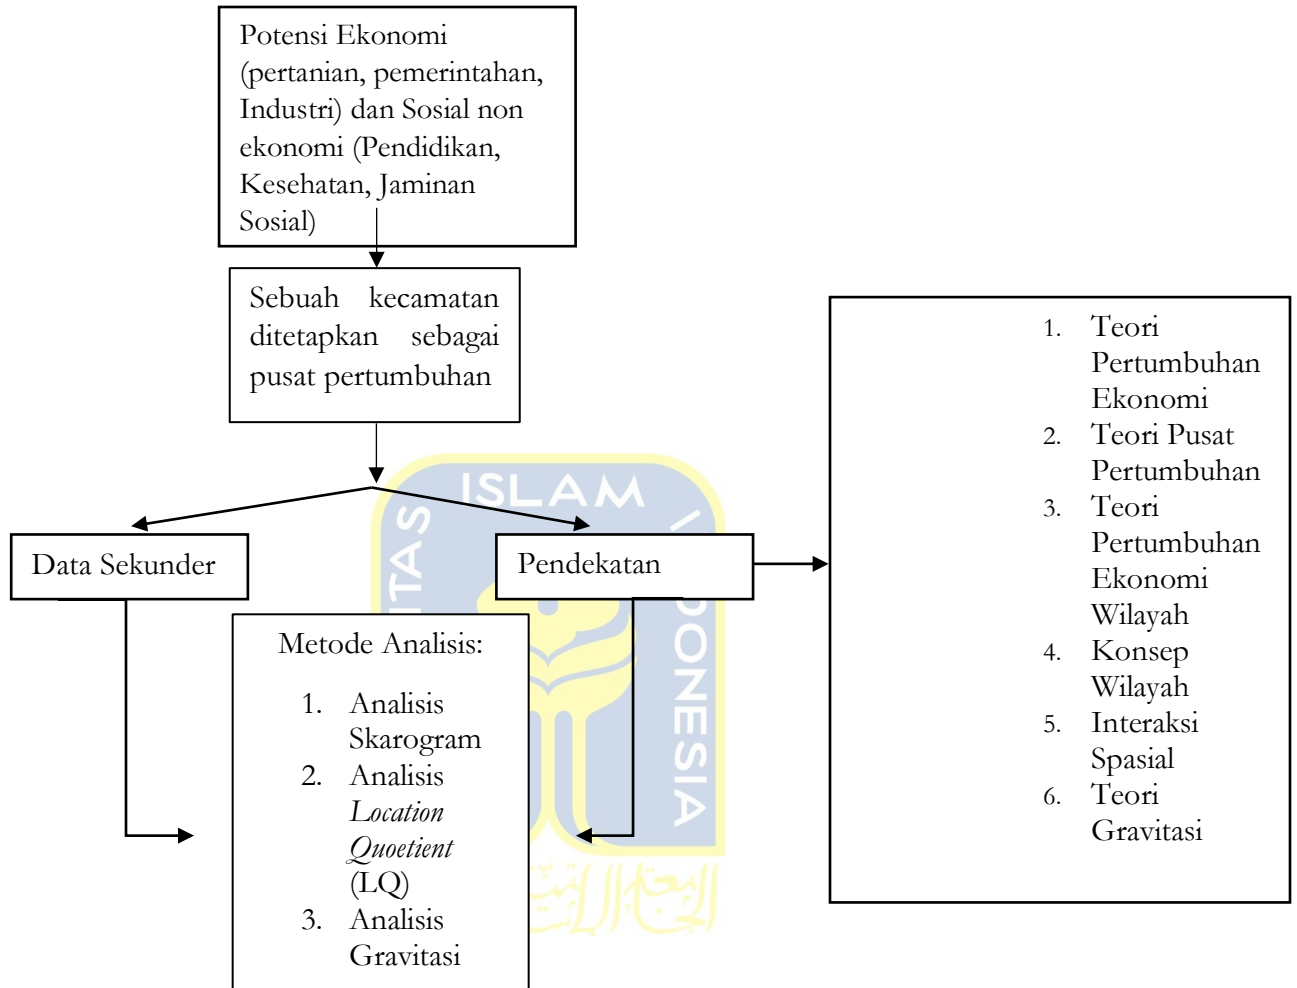 Potensi Ekonomi
(pertanian, pemerintahan,
Industri) dan Sosial non
ekonomi (Pendidikan,
Kesehatan, Jaminan
Sosial)
Sebuah kecamatan
ditetapkan sebagai
pusat pertumbuhan
Data Sekunder
Pendekatan
Metode Analisis:
1. Analisis
Skarogram
2. Analisis
Location
Quoetient
(LQ)
3. Analisis
Gravitasi
1. Teori
Pertumbuhan
Ekonomi
2. Teori Pusat
Pertumbuhan
3. Teori
Pertumbuhan
Ekonomi
Wilayah
4. Konsep
Wilayah
5. Interaksi
Spasial
6. Teori
Gravitasi
ISLAM